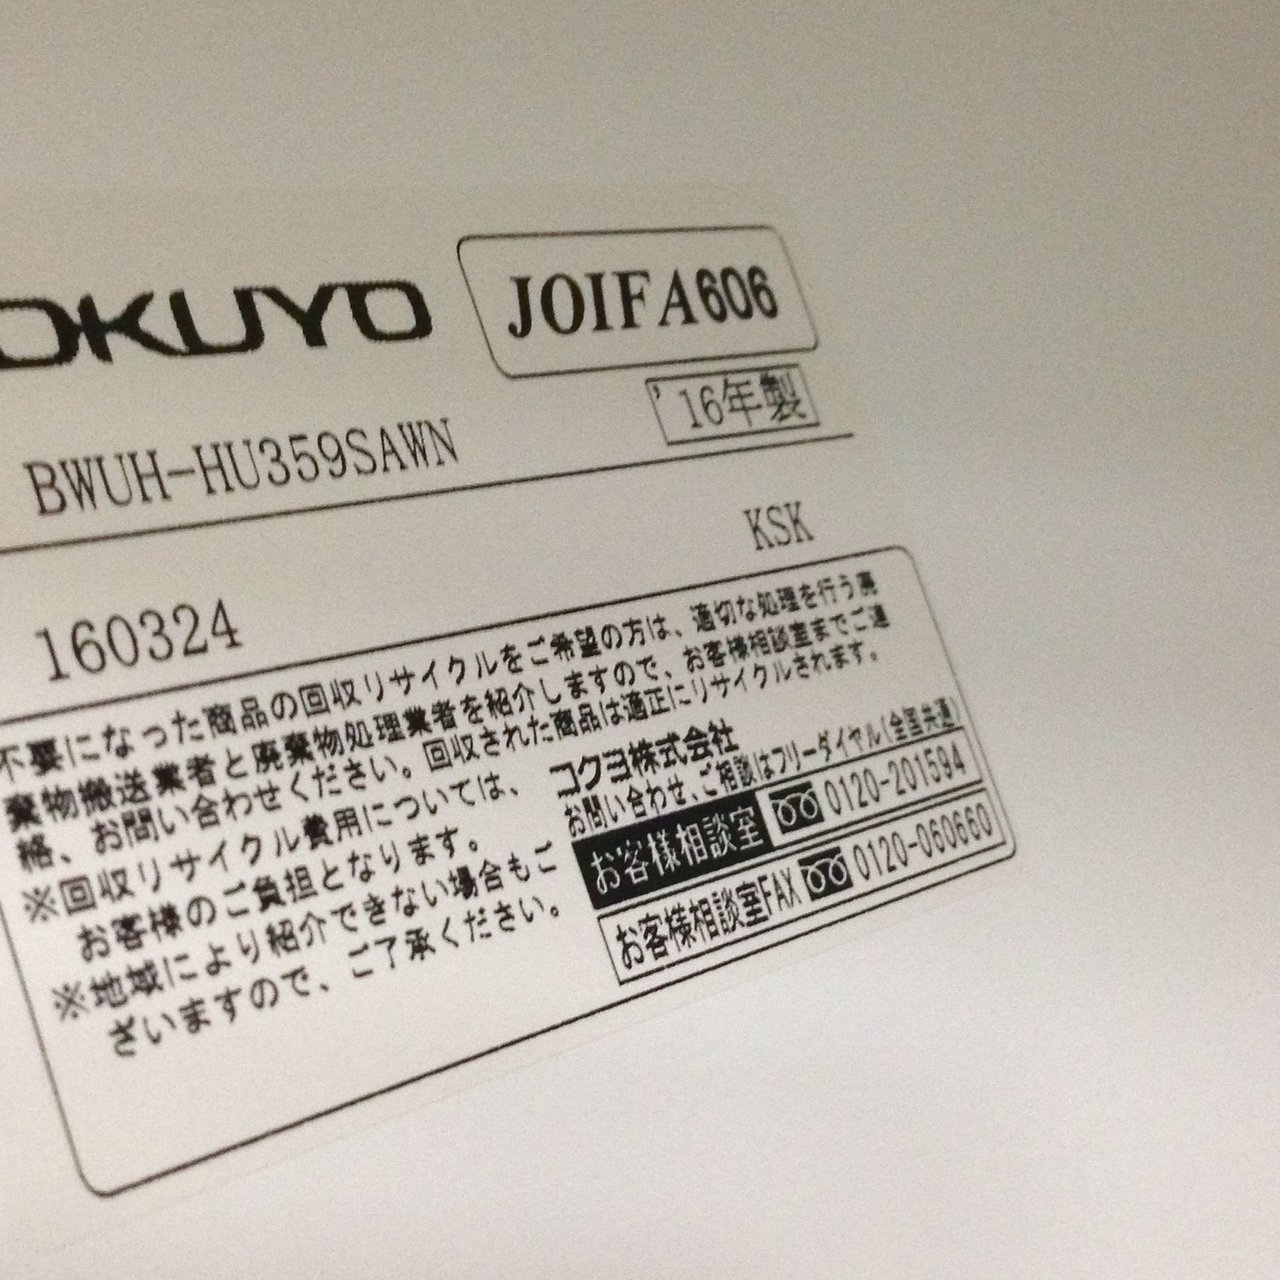 OKUYO JOIFA606
BWUH-HU359SAWN '16年製
160324 KSK
不要になった商品の回収リサイクルをご希望の方は、適切な処理を行う廃
棄物搬送業者と廃棄物処理業者を紹介しますので、お客様相談室までご連
絡、お問い合わせください。回収された商品は適正にリサイクルされます。
※回収リサイクル費用については、
お客様のご負担となります。
※地域により紹介できない場合もご
ざいますので、ご了承ください。
コクヨ株式会社
お問い合わせ、ご相談はフリーダイヤル(全国共通)
お客様相談室 0120-201594
お客様相談室FAX 0120-060660